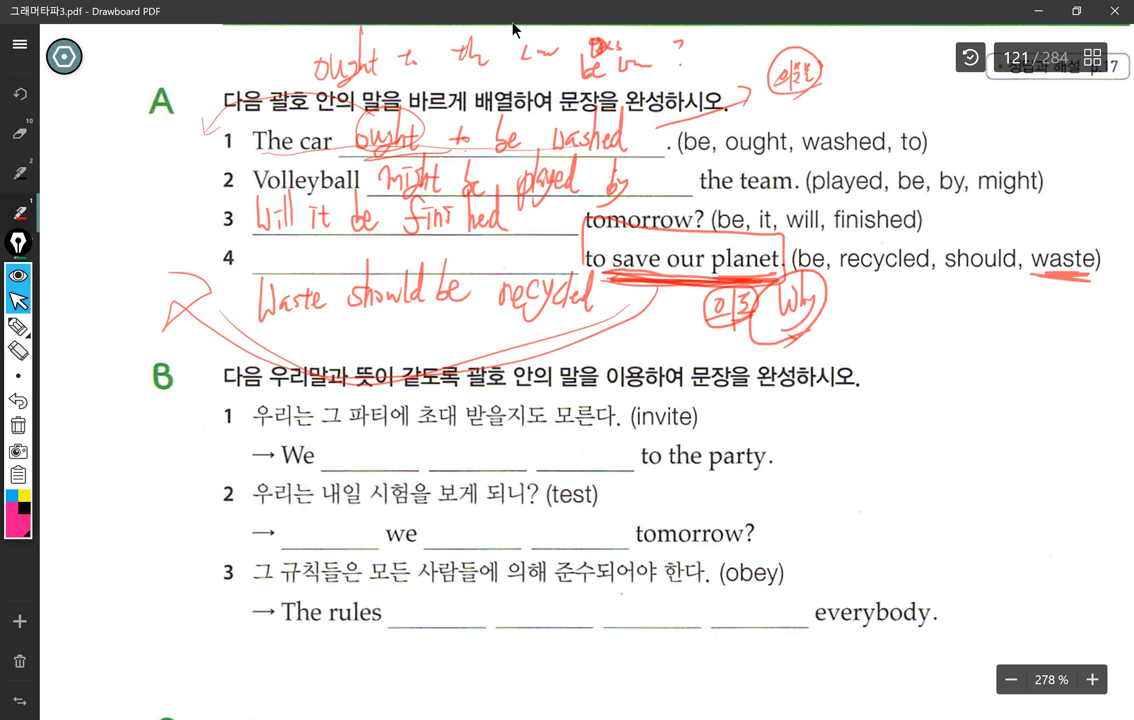 그래머타파3.pdf - Drawboard PDF
121 / 284
ought to the
be
A 다음 괄호 안의 말을 바르게 배열하여 문장을 완성하시오.
1 The car ought to be washed . (be, ought, washed, to)
2 Volleyball might be played by the team. (played, be, by, might)
3 Will it be finished tomorrow? (be, it, will, finished)
4 to save our planet. (be, recycled, should, waste)
Waste should be recycled
Why
B 다음 우리말과 뜻이 같도록 괄호 안의 말을 이용하여 문장을 완성하시오.
1 우리는 그 파티에 초대 받을지도 모른다. (invite)
→ We to the party.
2 우리는 내일 시험을 보게 되니? (test)
→ we tomorrow?
3 그 규칙들은 모든 사람들에 의해 준수되어야 한다. (obey)
→ The rules everybody.
278 %